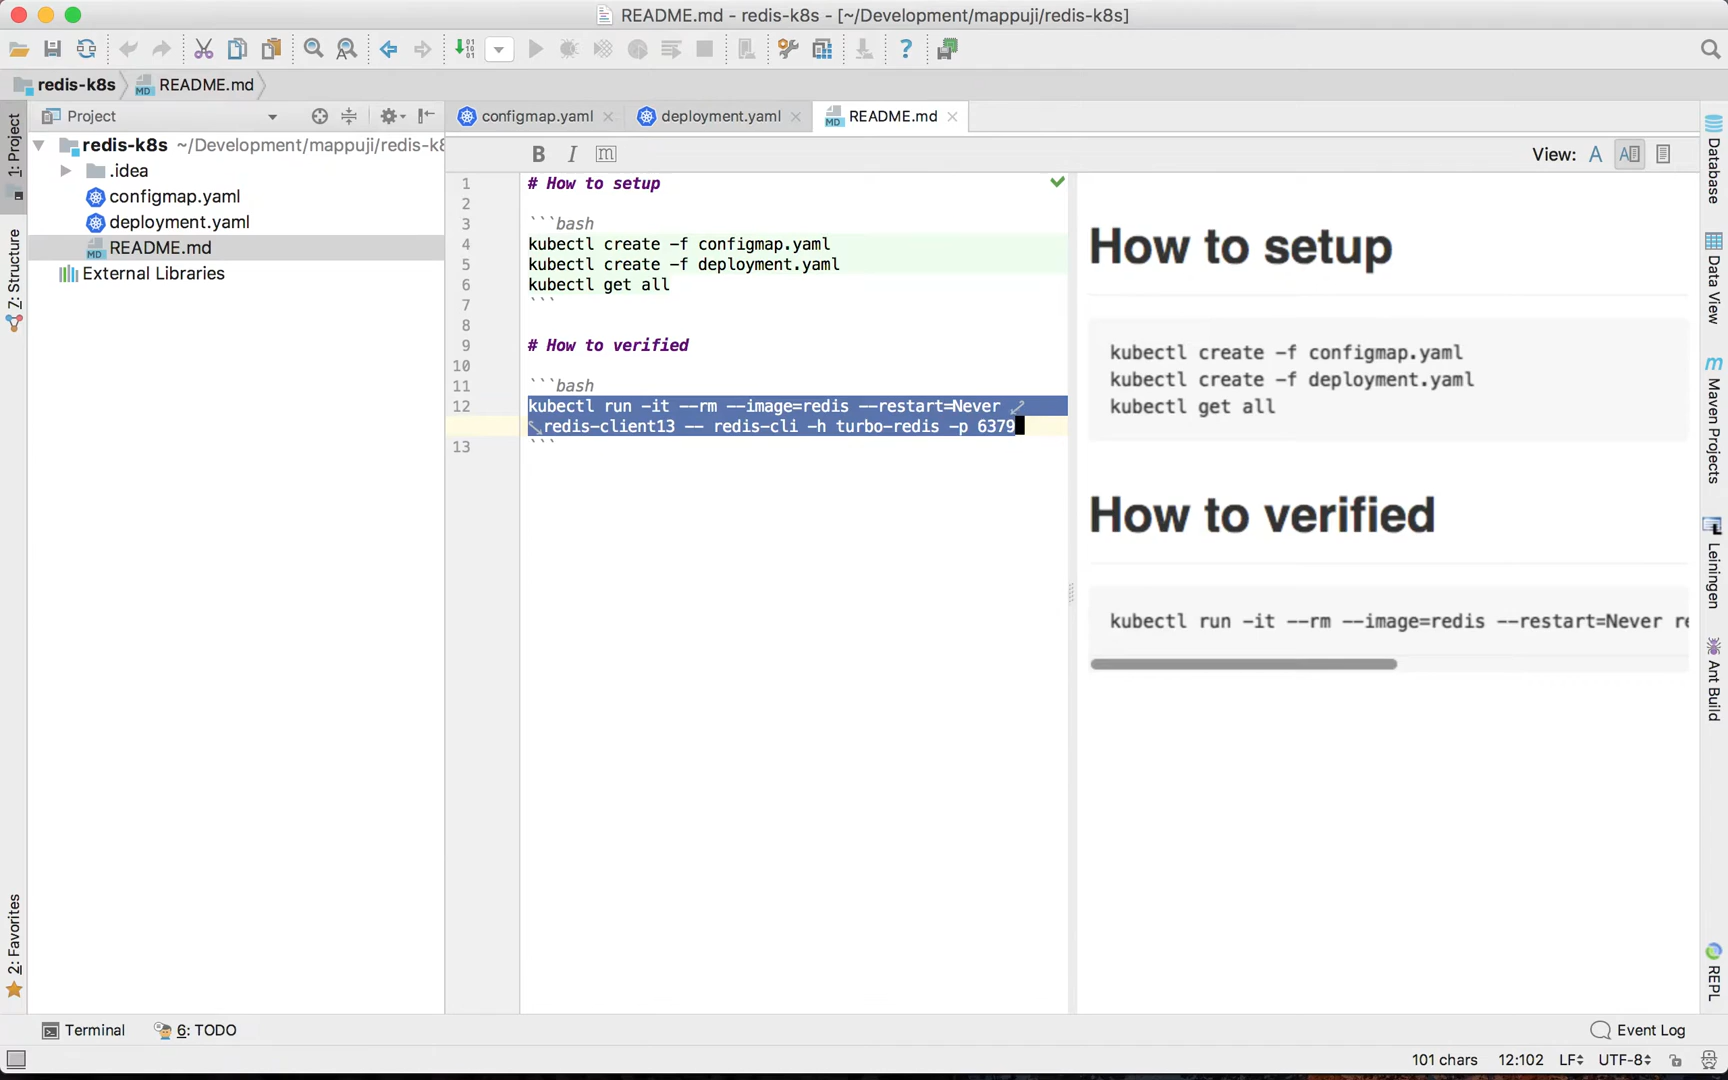 README.md - redis-k8s - [~/Development/mappuji/redis-k8s]
redis-k8s
MD README.md
Project
configmap.yaml
deployment.yaml
MD README.md
1: Project
7: Structure
2: Favorites
redis-k8s ~/Development/mappuji/redis-k8
.idea
configmap.yaml
deployment.yaml
MD README.md
External Libraries
B I m
View: A A
1 # How to setup
2
3 ```bash
4 kubectl create -f configmap.yaml
5 kubectl create -f deployment.yaml
6 kubectl get all
7 ```
8
9 # How to verified
10
11 ```bash
12 kubectl run -it --rm --image=redis --restart=Never
redis-client13 -- redis-cli -h turbo-redis -p 6379
13 ```
How to setup
kubectl create -f configmap.yaml
kubectl create -f deployment.yaml
kubectl get all
How to verified
kubectl run -it --rm --image=redis --restart=Never re
Database
Data View
m Maven Projects
Leiningen
Ant Build
REPL
Terminal
6: TODO
Event Log
101 chars 12:102 LF UTF-8